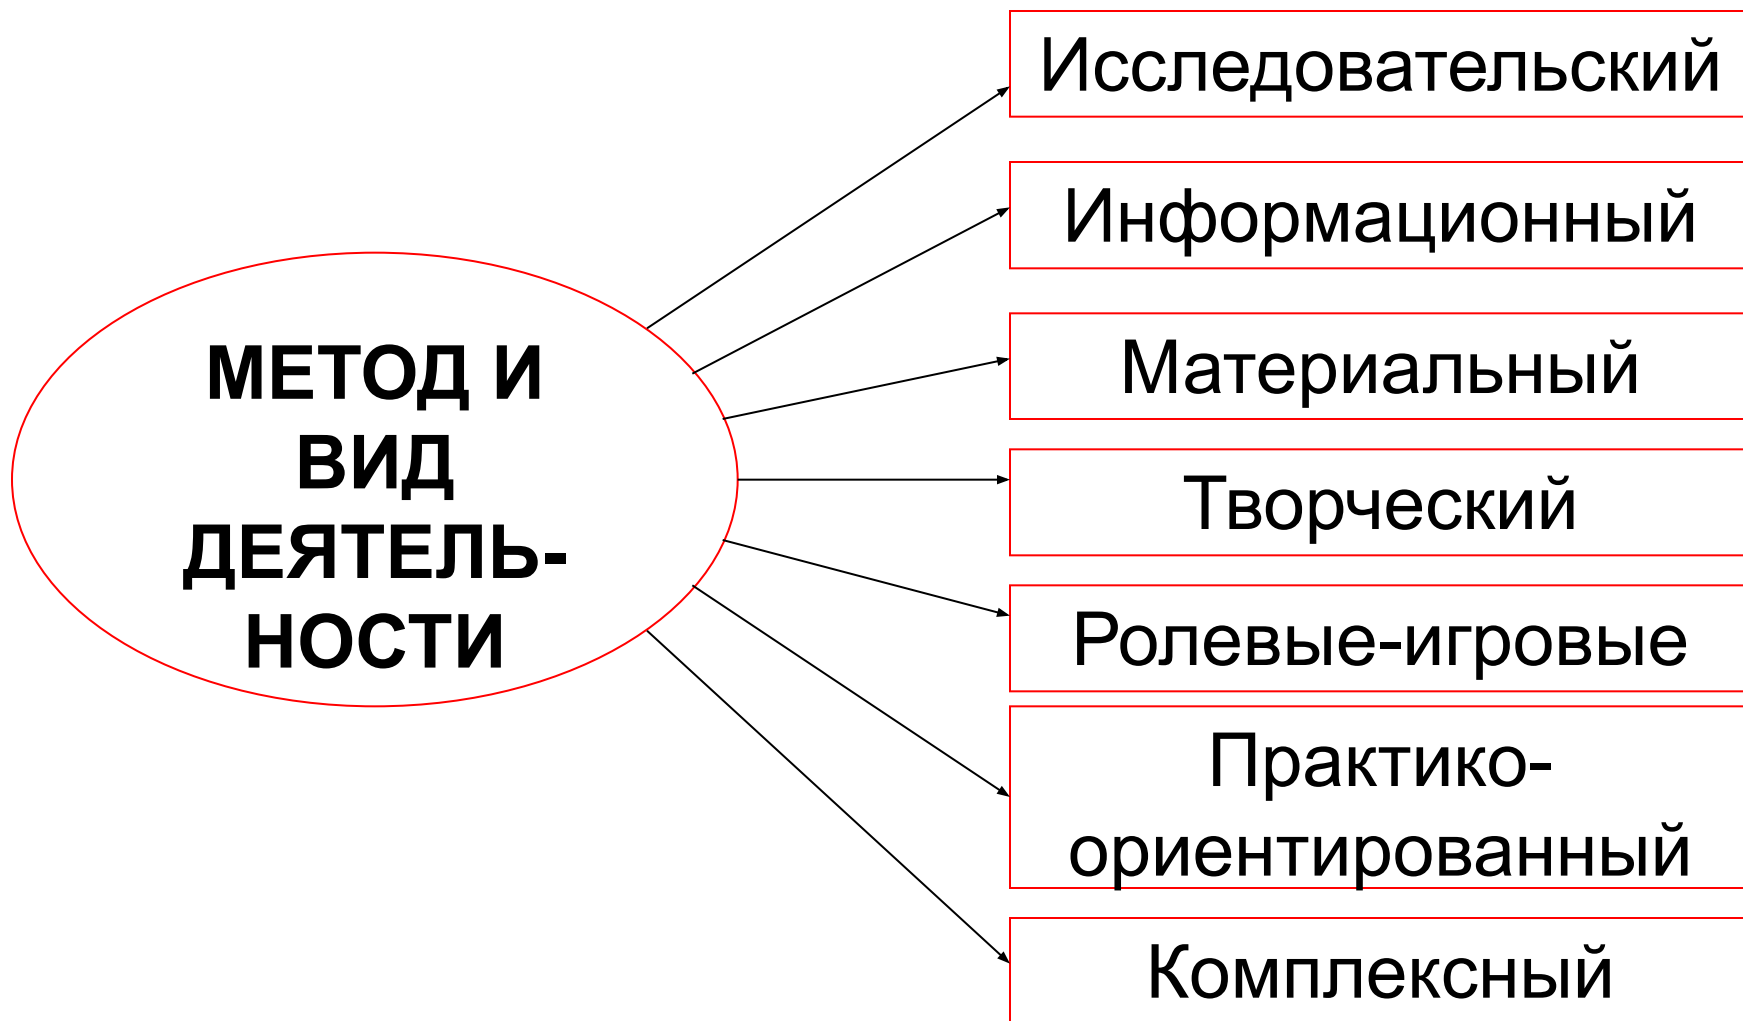 МЕТОД И
ВИД
ДЕЯТЕЛЬ-
НОСТИ
Исследовательский
Информационный
Материальный
Творческий
Ролевые-игровые
Практико-
ориентированный
Комплексный